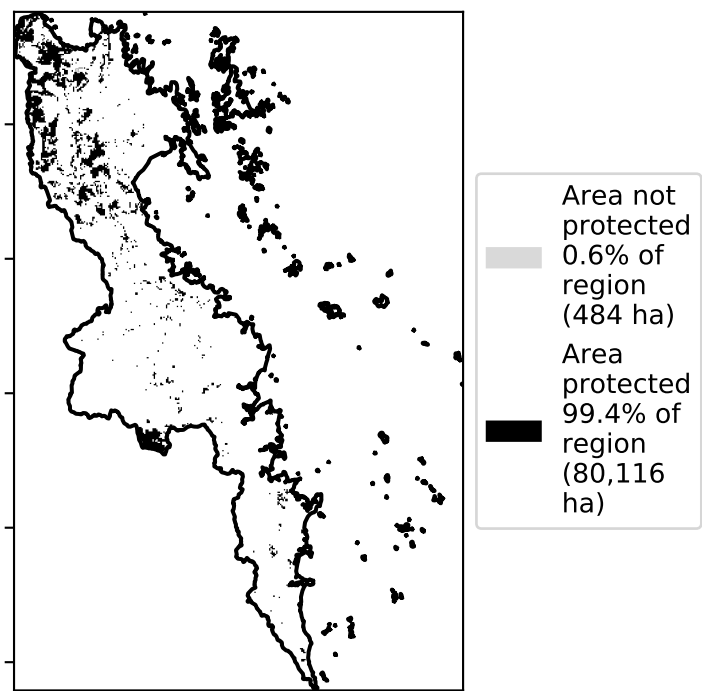 Area not
protected
0.6% of
region
(484 ha)
Area
protected
99.4% of
region
(80,116
ha)